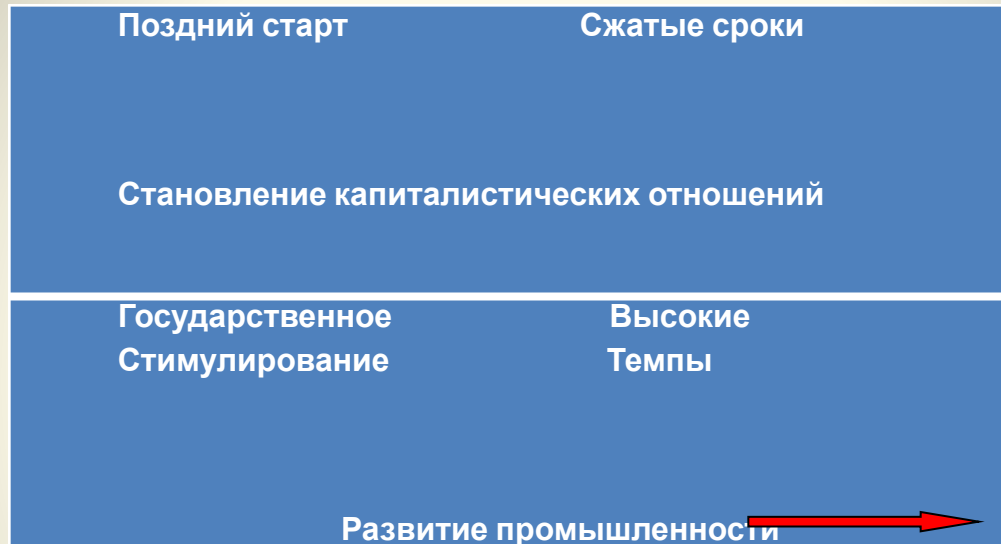 Поздний старт Сжатые сроки
Становление капиталистических отношений
Государственное Высокие
Стимулирование Темпы
Развитие промышленности